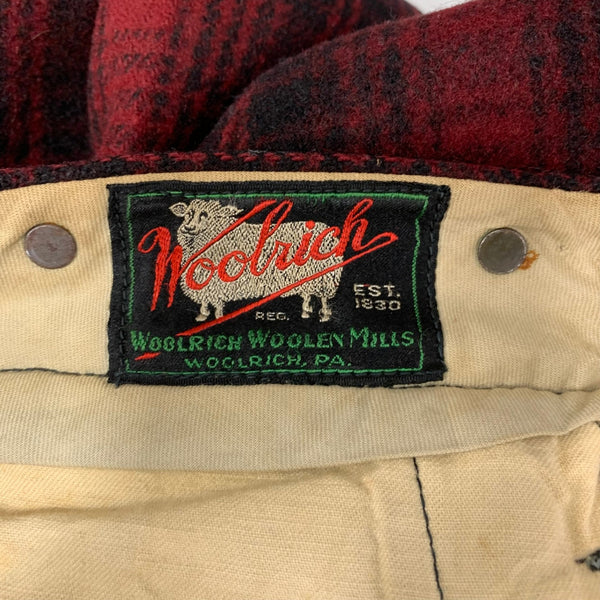 Woolrich
EST.
1830
REG.
WOOLRICH WOOLEN MILLS
WOOLRICH, PA.